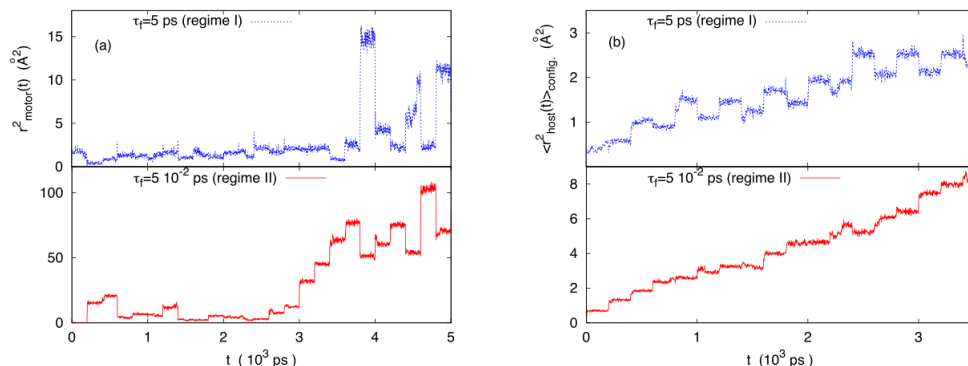 τf=5 ps (regime I)
(a)
r²motor(t) (Å²)
15
10
5
0
τf=5 10⁻² ps (regime II)
100
50
0
0 1 2 3 4 5
t (10³ ps)
τf=5 ps (regime I)
(b)
<r²host(t)>config. (Å²)
3
2
1
0
τf=5 10⁻² ps (regime II)
8
6
4
2
0
0 1 2 3
t (10³ ps)